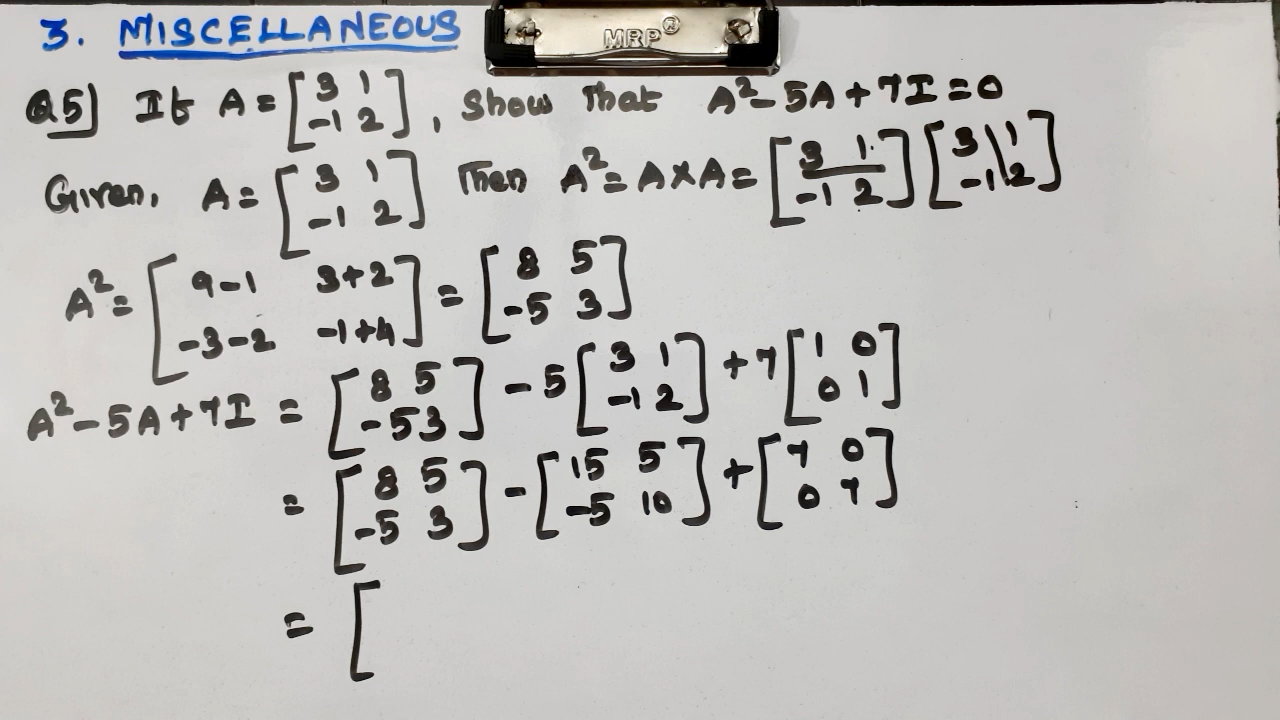 3. MISCELLANEOUS
MRP®
Q5] If A = [3 1 -1 2], Show That A² - 5A + 7I = 0
Given, A = [3 1 -1 2] Then A² = A×A = [3 1 -1 2] [3 1 -1 2]
A² = [9-1 3+2 -3-2 -1+4] = [8 5 -5 3]
A² - 5A + 7I = [8 5 -5 3] - 5 [3 1 -1 2] + 7 [1 0 0 1]
= [8 5 -5 3] - [15 5 -5 10] + [7 0 0 7]
= [